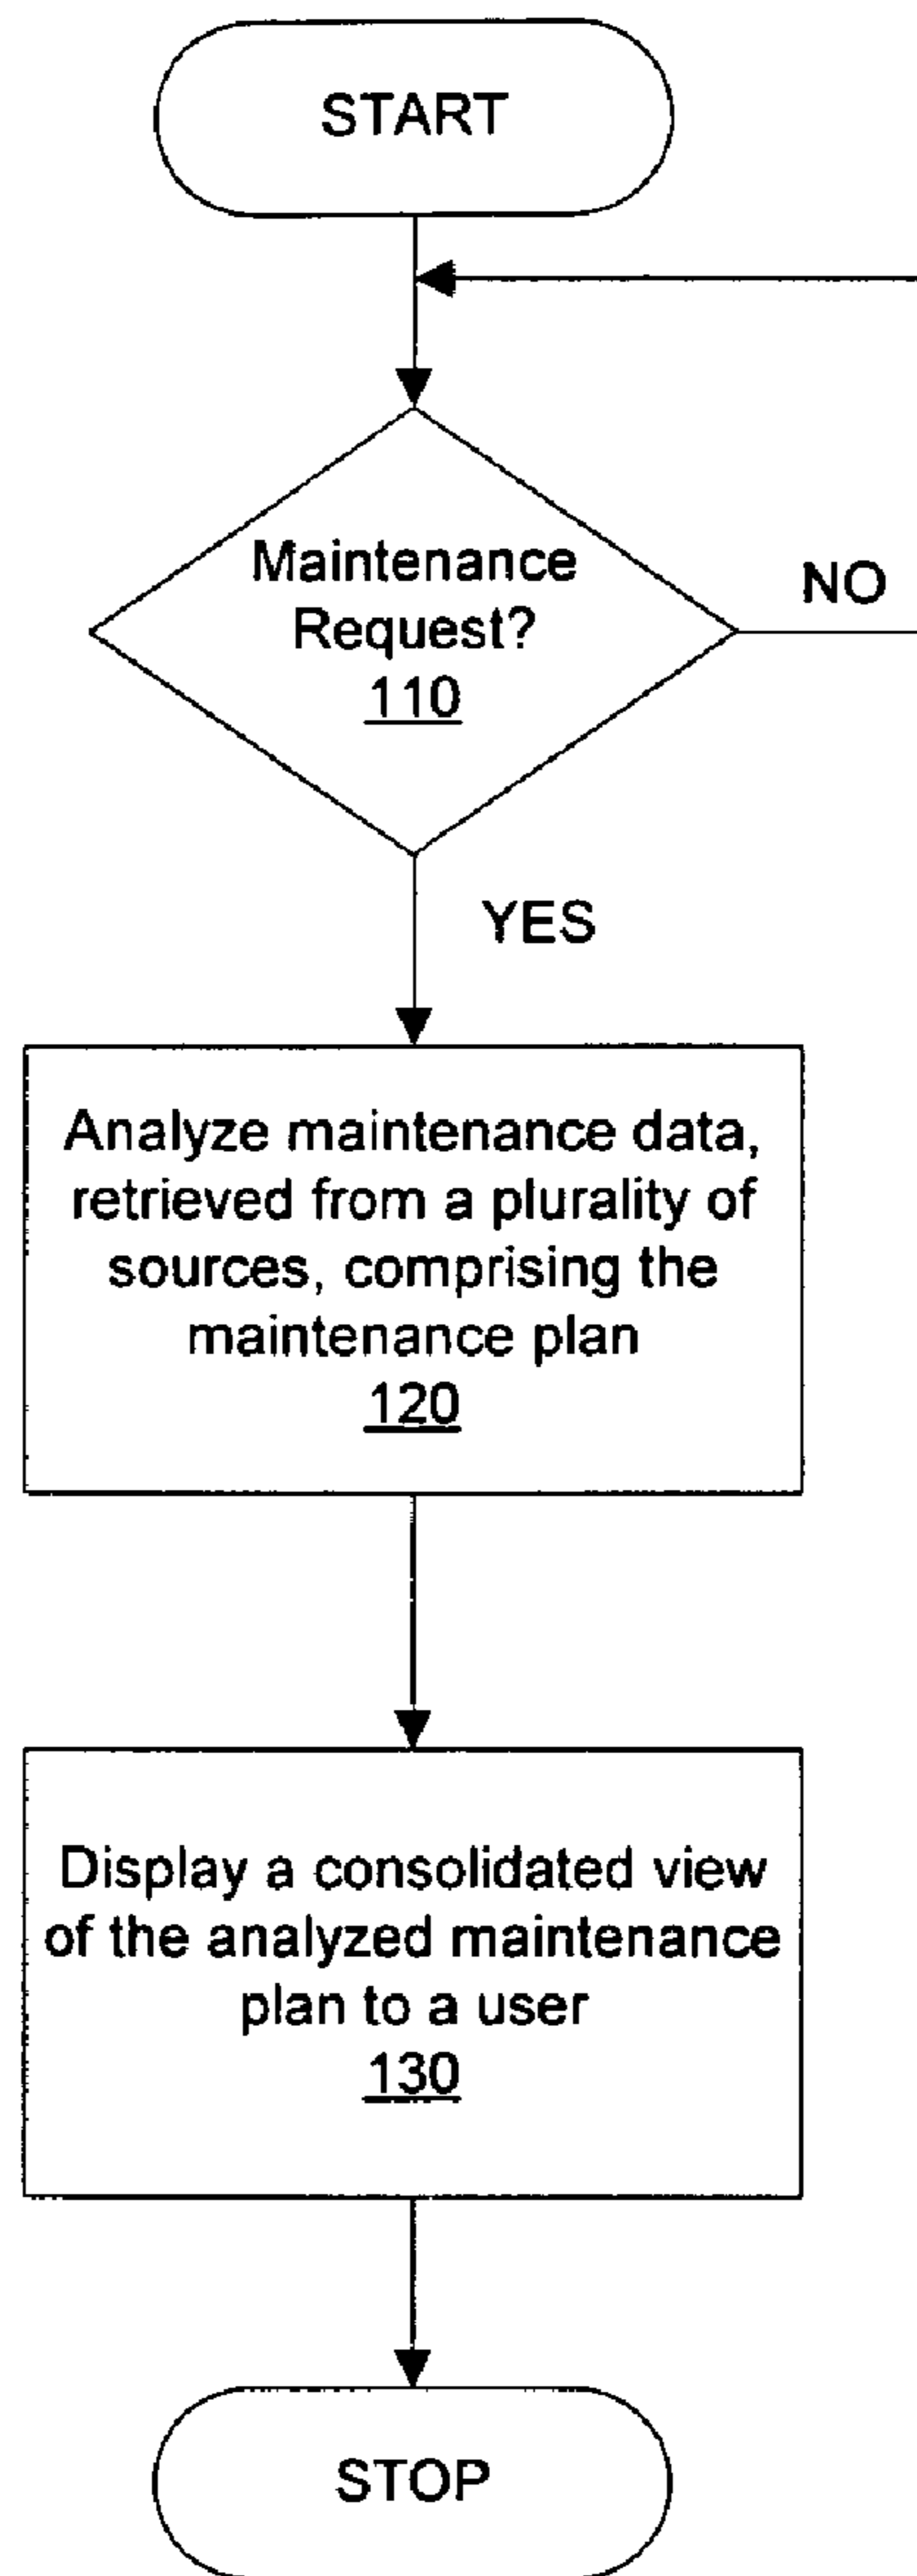 START
Maintenance
Request?
110
NO
YES
Analyze maintenance data,
retrieved from a plurality of
sources, comprising the
maintenance plan
120
Display a consolidated view
of the analyzed maintenance
plan to a user
130
STOP